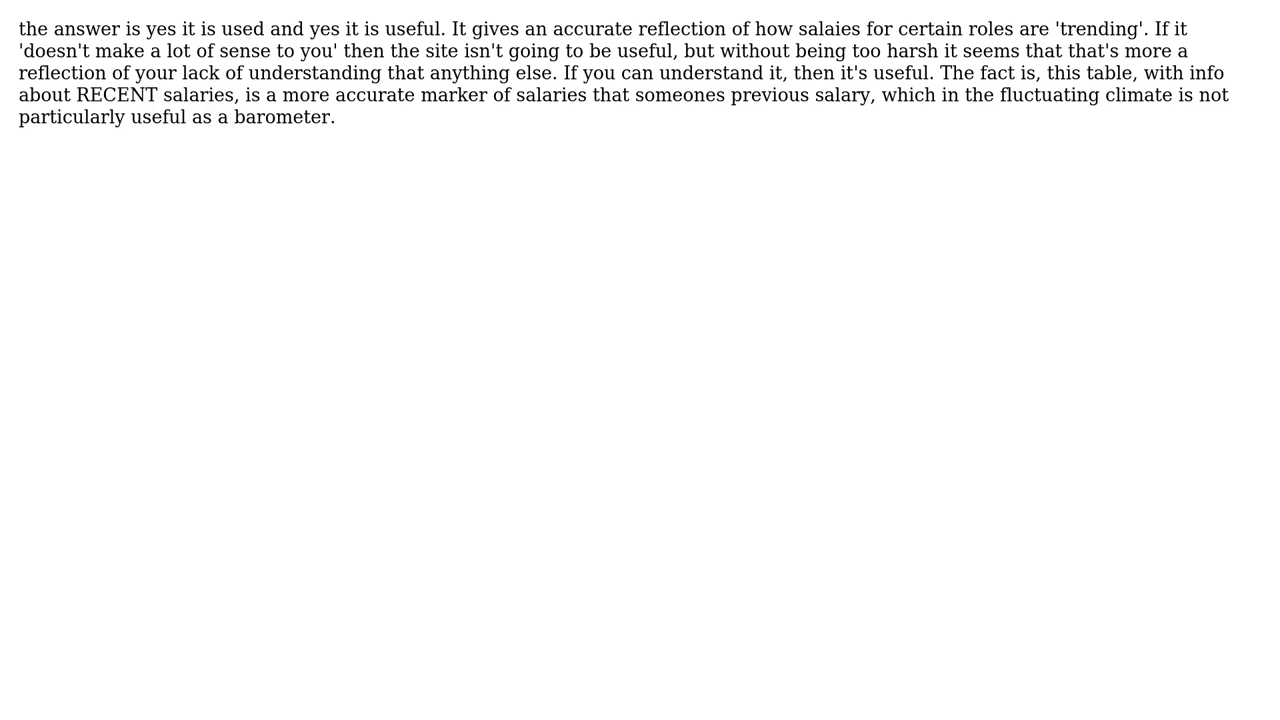 the answer is yes it is used and yes it is useful. It gives an accurate reflection of how salaies for certain roles are 'trending'. If it
'doesn't make a lot of sense to you' then the site isn't going to be useful, but without being too harsh it seems that that's more a
reflection of your lack of understanding that anything else. If you can understand it, then it's useful. The fact is, this table, with info
about RECENT salaries, is a more accurate marker of salaries that someones previous salary, which in the fluctuating climate is not
particularly useful as a barometer.